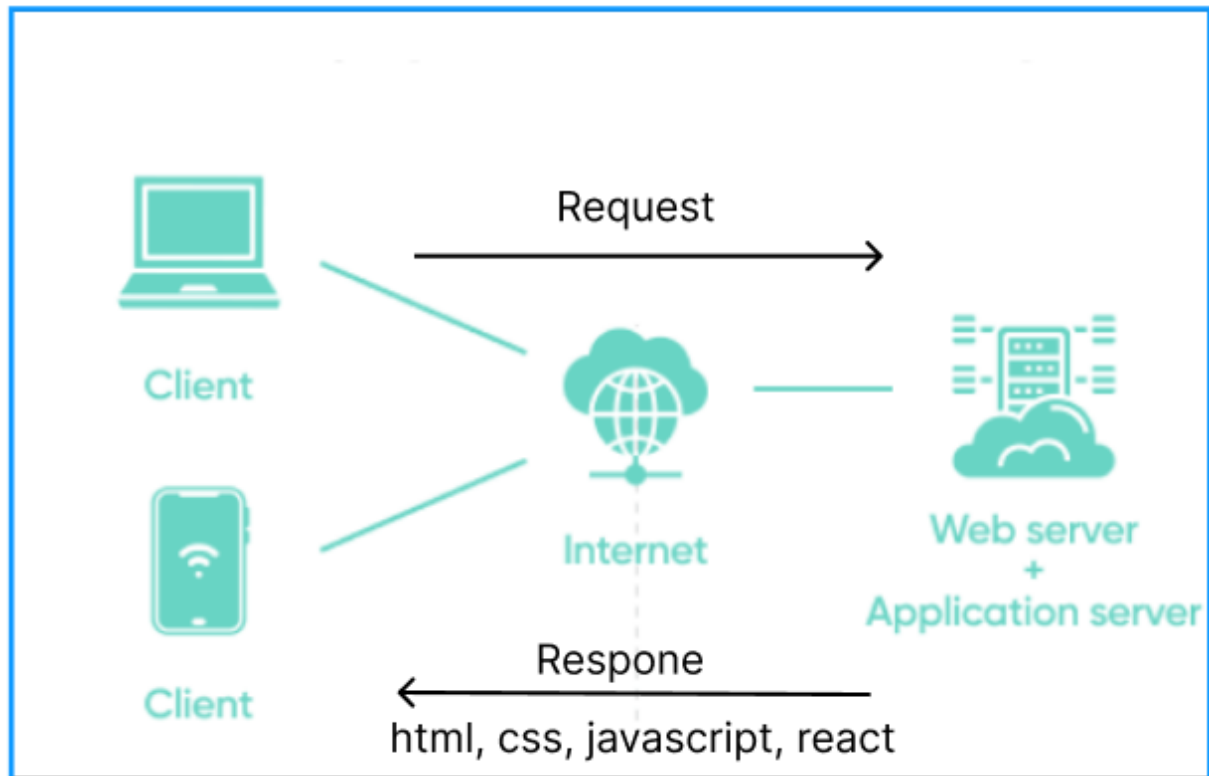 Request
Client
Internet
Web server
+
Application server
Client
Respone
html, css, javascript, react